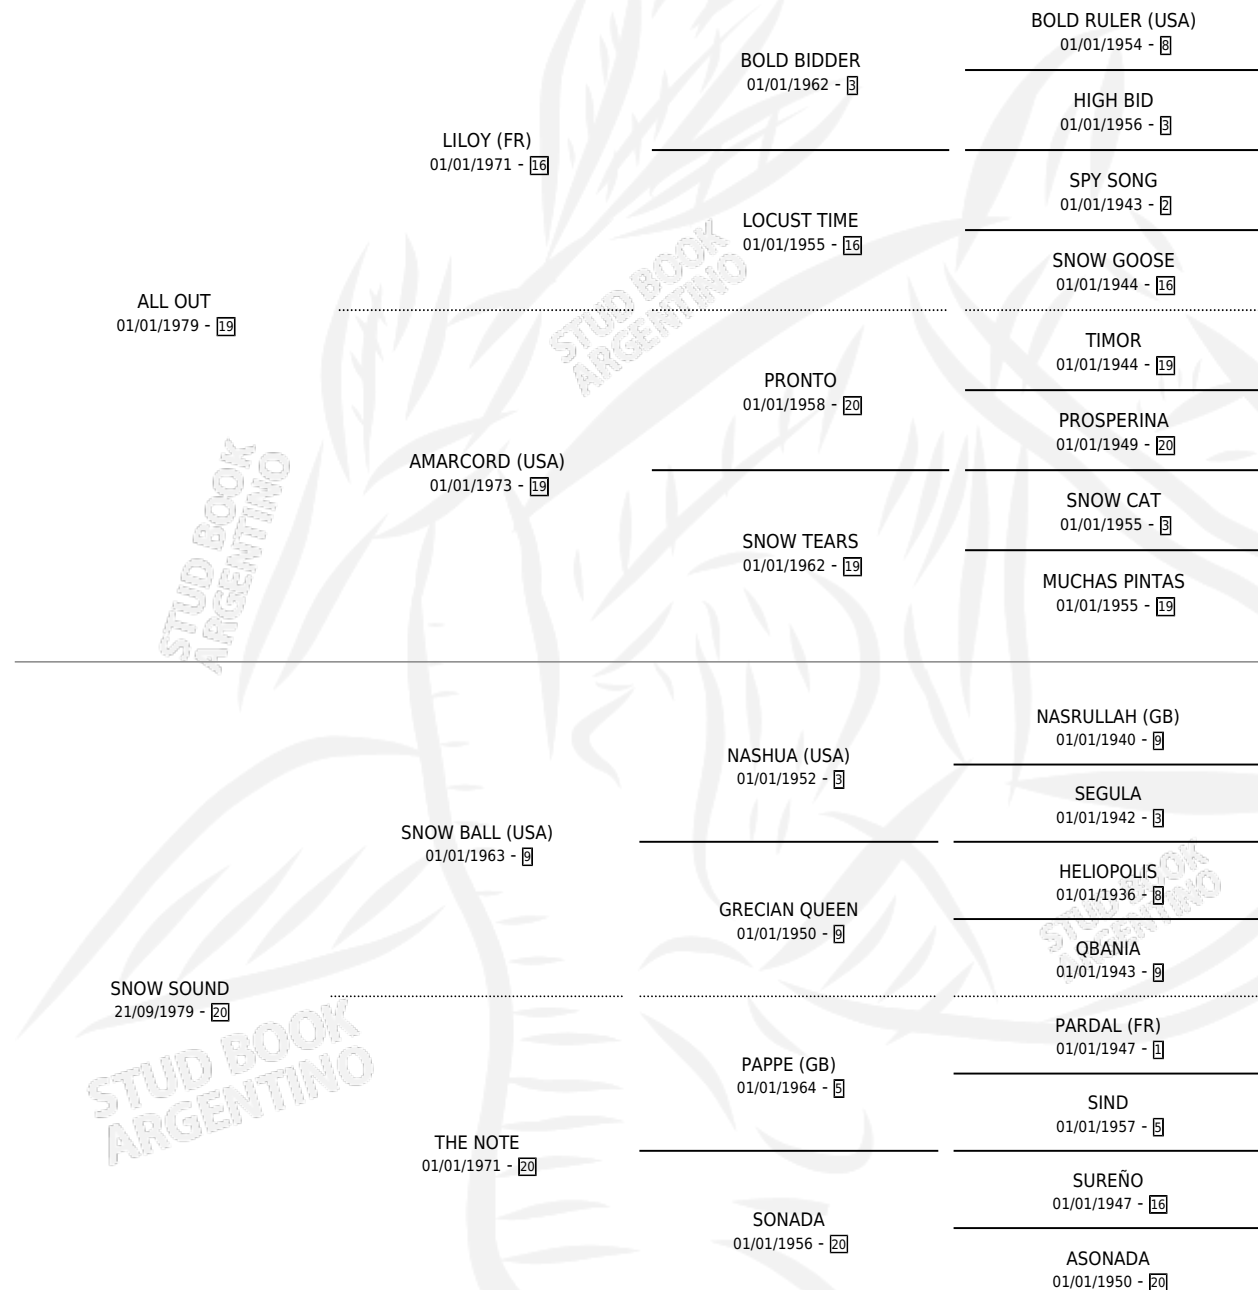 BOLD RULER (USA)
01/01/1954 - 8
BOLD BIDDER
01/01/1962 - 3
HIGH BID
01/01/1956 - 3
LILOY (FR)
01/01/1971 - 16
SPY SONG
01/01/1943 - 2
LOCUST TIME
01/01/1955 - 16
SNOW GOOSE
01/01/1944 - 16
ALL OUT
01/01/1979 - 19
TIMOR
01/01/1944 - 19
PRONTO
01/01/1958 - 20
PROSPERINA
01/01/1949 - 20
AMARCORD (USA)
01/01/1973 - 19
SNOW CAT
01/01/1955 - 3
SNOW TEARS
01/01/1962 - 19
MUCHAS PINTAS
01/01/1955 - 19
NASRULLAH (GB)
01/01/1940 - 9
NASHUA (USA)
01/01/1952 - 3
SEGULA
01/01/1942 - 3
SNOW BALL (USA)
01/01/1963 - 9
HELIOPOLIS
01/01/1936 - 8
GRECIAN QUEEN
01/01/1950 - 9
QBANIA
01/01/1943 - 9
SNOW SOUND
21/09/1979 - 20
PARDAL (FR)
01/01/1947 - 1
PAPPE (GB)
01/01/1964 - 5
SIND
01/01/1957 - 5
THE NOTE
01/01/1971 - 20
SUREÑO
01/01/1947 - 16
SONADA
01/01/1956 - 20
ASONADA
01/01/1950 - 20
STUD BOOK
ARGENTINO
STUD BOOK
ARGENTINO
STUD BOOK
ARGENTINO
STUD BOOK
ARGENTINO